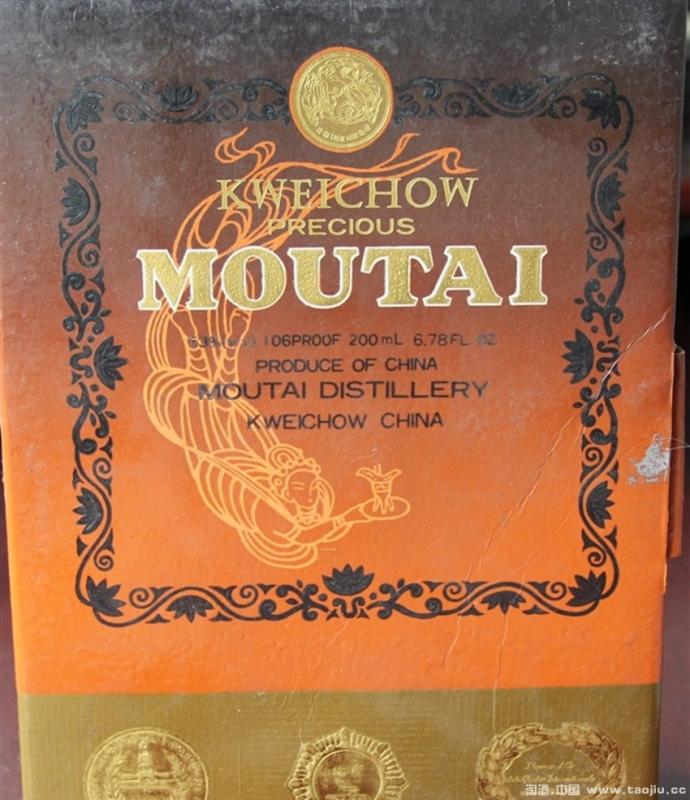 KWEICHOW
PRECIOUS
MOUTAI
53% (v/v) 106PROOF 200mL 6.78FL OZ
PRODUCE OF CHINA
MOUTAI DISTILLERY
KWEICHOW CHINA
淘酒.中国 www.taojiu.cc